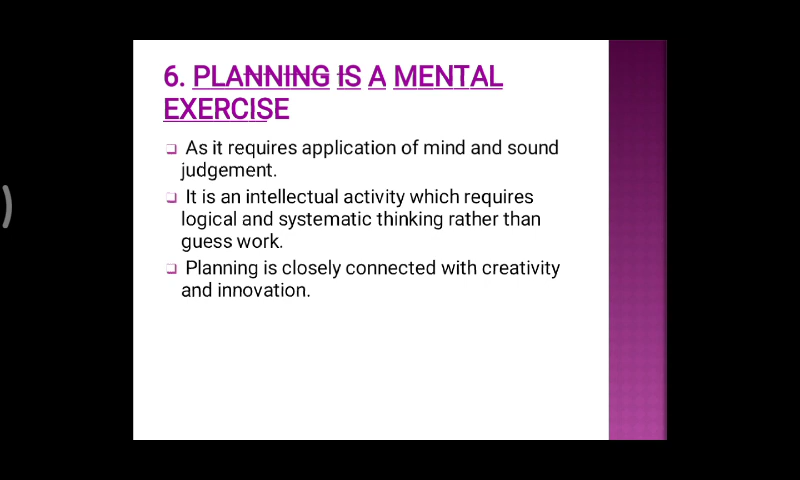 6. PLANNING IS A MENTAL
EXERCISE
❑ As it requires application of mind and sound
judgement.
❑ It is an intellectual activity which requires
logical and systematic thinking rather than
guess work.
❑ Planning is closely connected with creativity
and innovation.